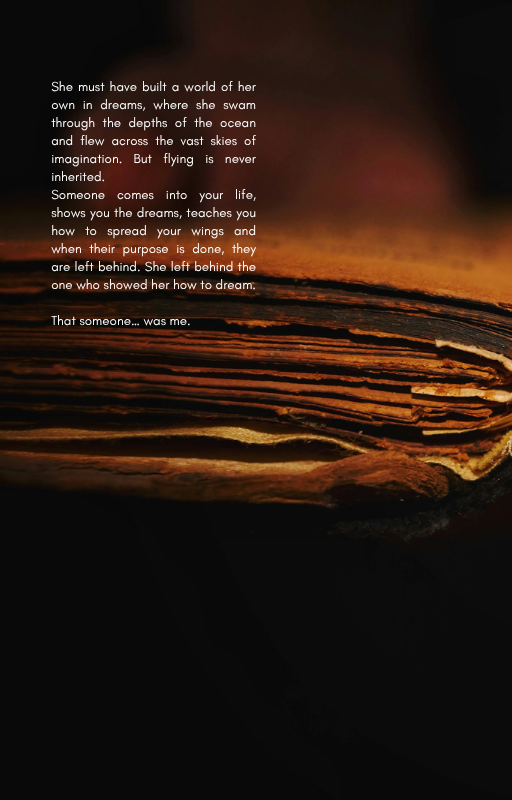 She must have built a world of her
own in dreams, where she swam
through the depths of the ocean
and flew across the vast skies of
imagination. But flying is never
inherited.
Someone comes into your life,
shows you the dreams, teaches you
how to spread your wings and
when their purpose is done, they
are left behind. She left behind the
one who showed her how to dream.
That someone... was me.